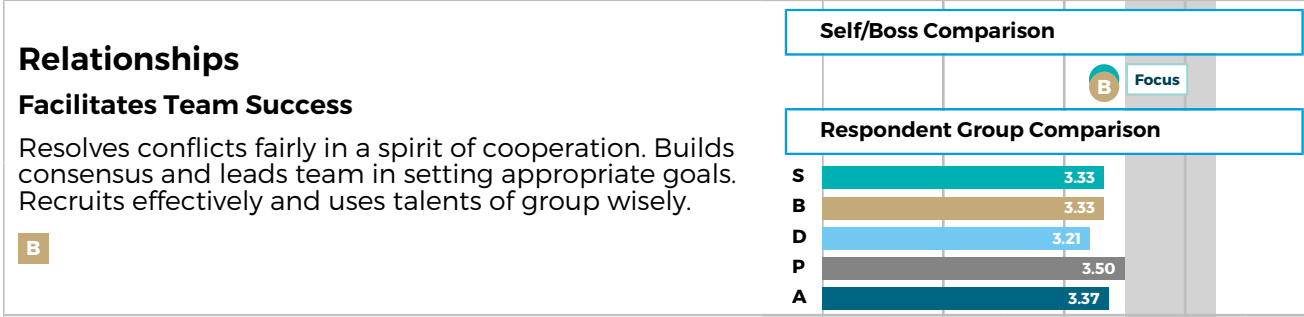 Relationships
Facilitates Team Success
Resolves conflicts fairly in a spirit of cooperation. Builds
consensus and leads team in setting appropriate goals.
Recruits effectively and uses talents of group wisely.
B
Self/Boss Comparison
B Focus
Respondent Group Comparison
S 3.33
B 3.33
D 3.21
P 3.50
A 3.37